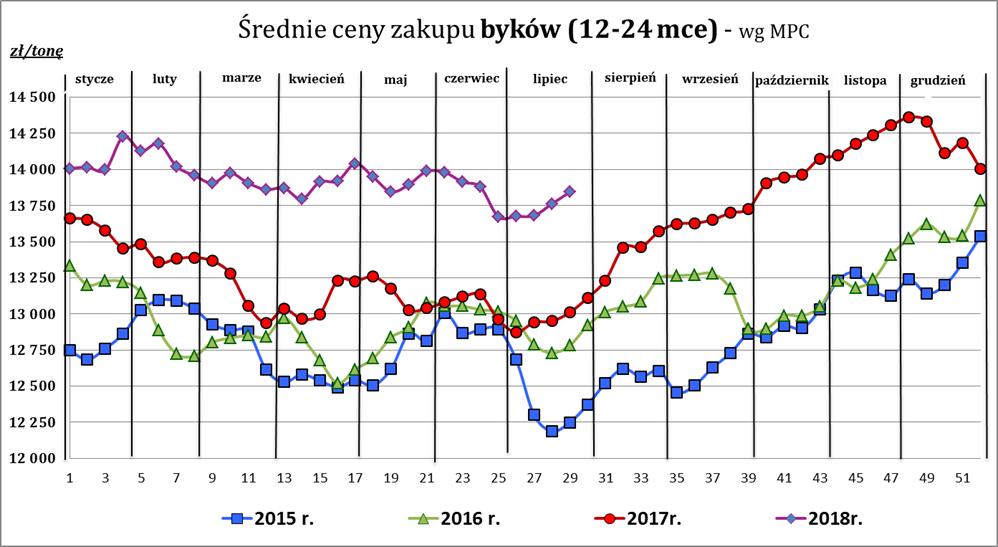 Średnie ceny zakupu byków (12-24 mce) - wg MPC
zł/tonę
stycze luty marze kwiecień maj czerwiec lipiec sierpień wrzesień październik listopa grudzień
14 500
14 250
14 000
13 750
13 500
13 250
13 000
12 750
12 500
12 250
12 000
1 3 5 7 9 11 13 15 17 19 21 23 25 27 29 31 33 35 37 39 41 43 45 47 49 51
2015 r. 2016 r. 2017r. 2018r.